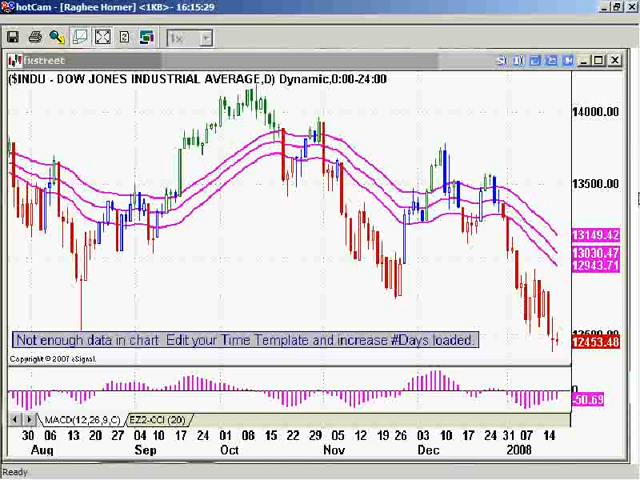 ShotCam - [Raghee Horner] <1KB>- 16:15:29
1x
fxstreet
($INDU - DOW JONES INDUSTRIAL AVERAGE,D) Dynamic,0:00-24:00
14000.00
13500.00
13149.42
13030.47
12943.71
12453.48
Not enough data in chart Edit your Time Template and increase #Days loaded.
Copyright © 2007 eSignal.
0
-50.69
MACD(12,26,9,C) EZ2-CCI (20)
30 06 13 20 27 04 10 17 24 01 08 15 22 29 05 12 19 26 03 10 17 24 31 07 14
Aug Sep Oct Nov Dec 2008
Ready